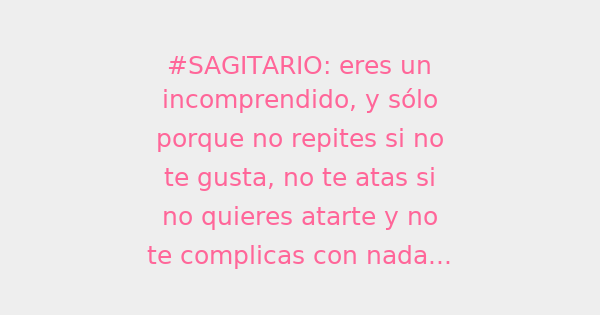 #SAGITARIO: eres un
incomprendido, y sólo
porque no repites si no
te gusta, no te atas si
no quieres atarte y no
te complicas con nada...